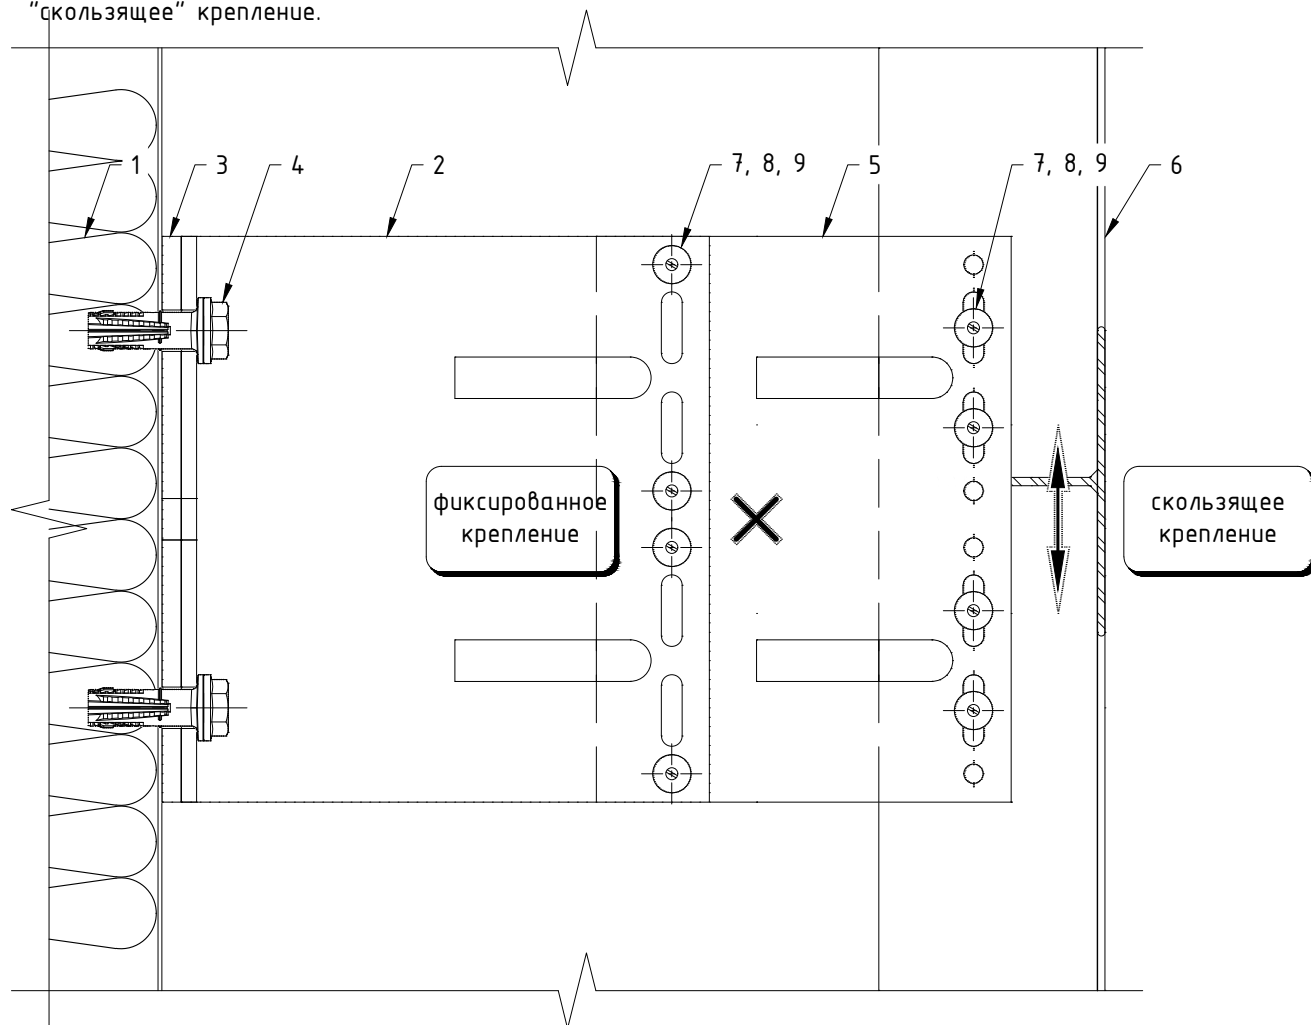 "скользящее" крепление.
1
3
4
2
7, 8, 9
5
7, 8, 9
6
фиксированное
крепление
скользящее
крепление